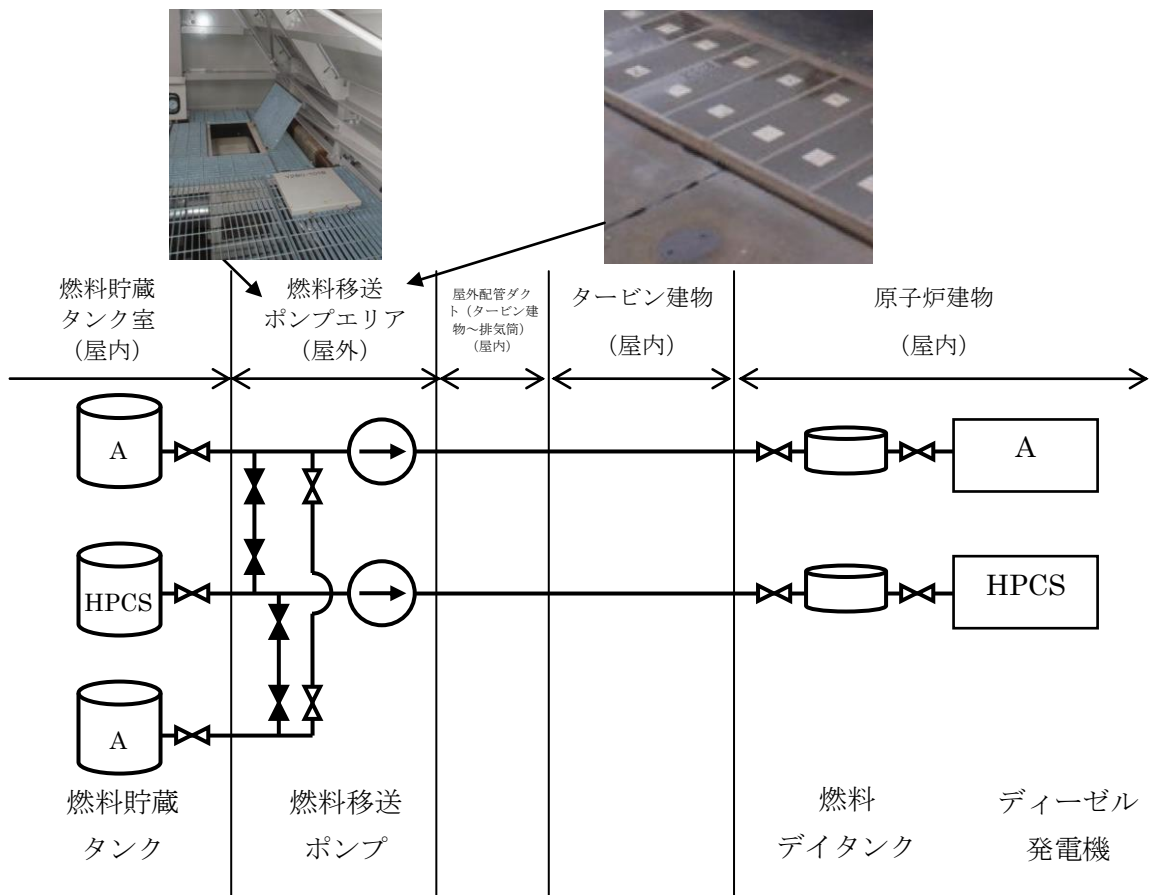 燃料貯蔵
タンク室
（屋内）
燃料移送
ポンプエリア
（屋外）
屋外配管ダク
ト（タービン建
物～排気筒）
（屋内）
タービン建物
（屋内）
原子炉建物
（屋内）
A
A
HPCS
HPCS
A
燃料貯蔵
タンク
燃料移送
ポンプ
燃料
デイタンク
ディーゼル
発電機